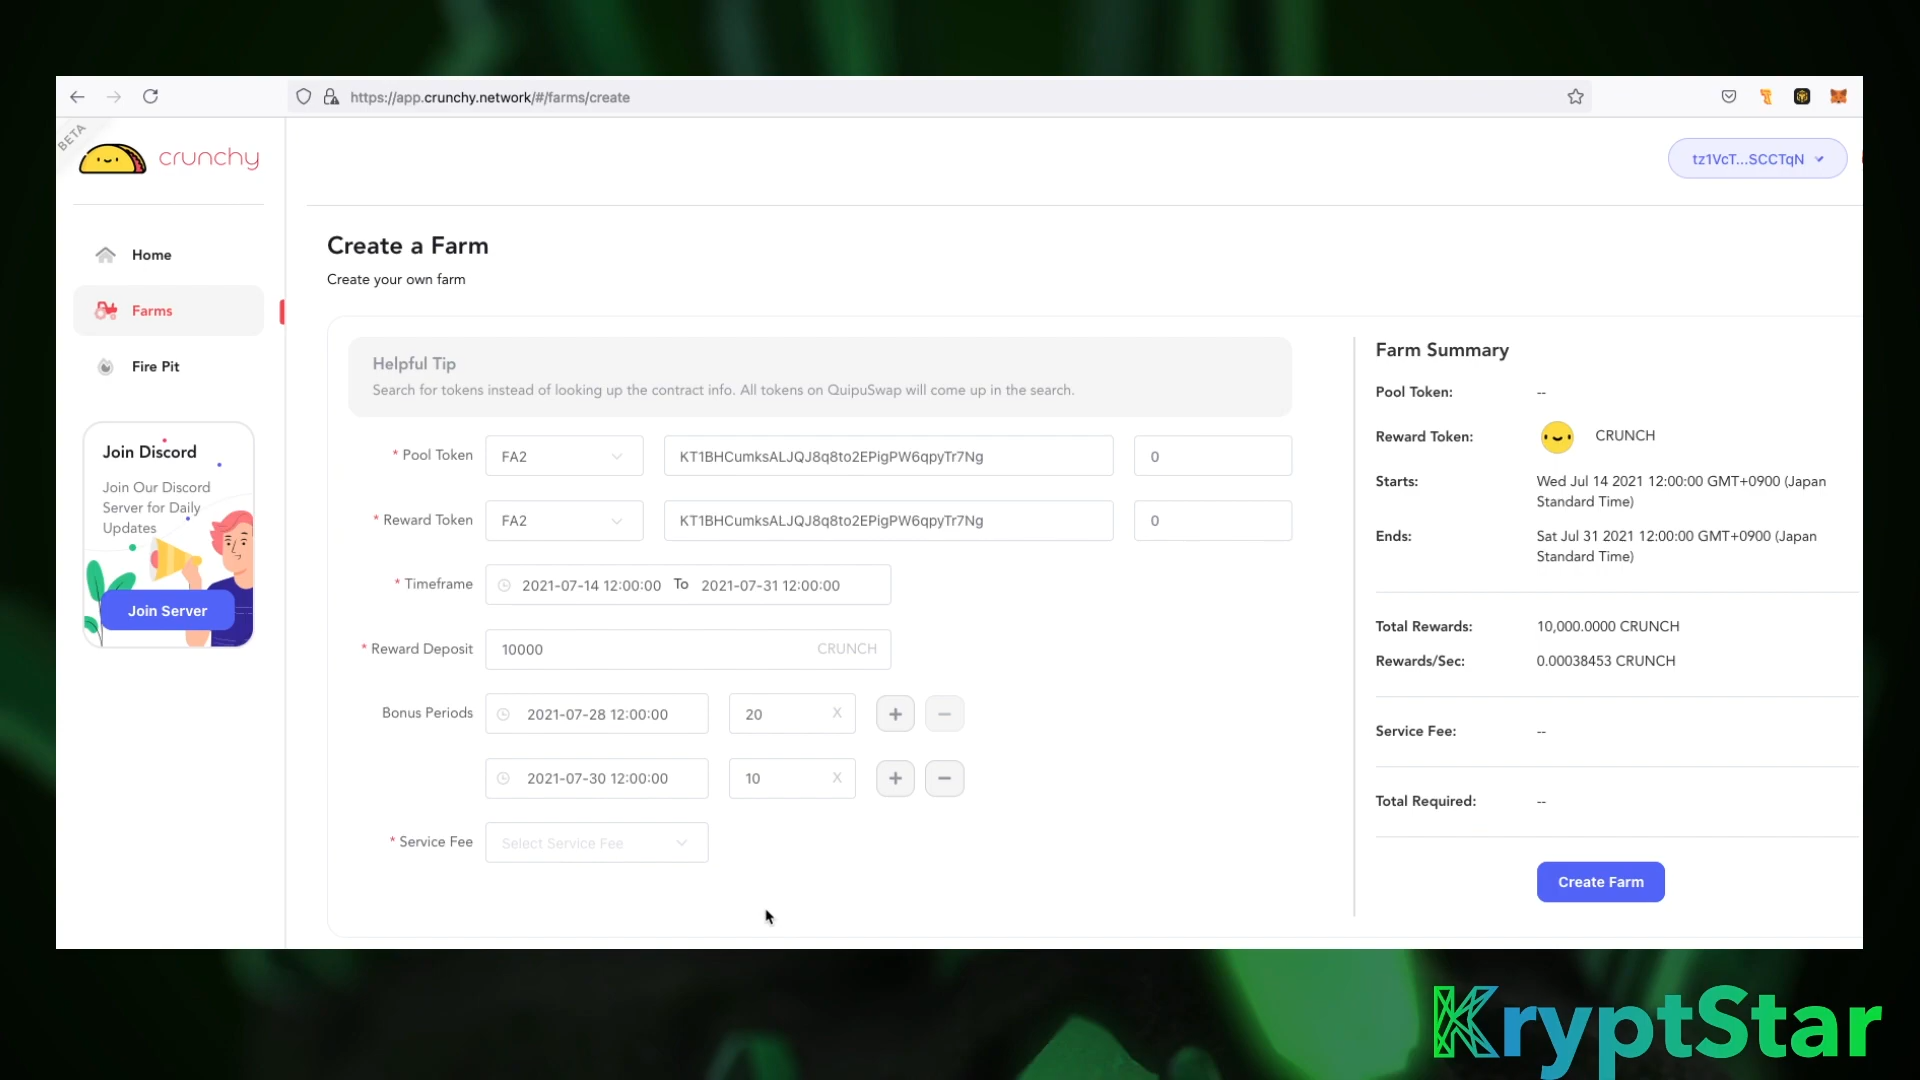 https://app.crunchy.network/#/farms/create
BETA
crunchy
tz1VcT...SCCTqN
Home
Farms
Fire Pit
Join Discord
Join Our Discord
Server for Daily
Updates
Join Server
Create a Farm
Create your own farm
Helpful Tip
Search for tokens instead of looking up the contract info. All tokens on QuipuSwap will come up in the search.
* Pool Token FA2 KT1BHCumksALJQJ8q8to2EPigPW6qpyTr7Ng 0
* Reward Token FA2 KT1BHCumksALJQJ8q8to2EPigPW6qpyTr7Ng 0
* Timeframe 2021-07-14 12:00:00 To 2021-07-31 12:00:00
* Reward Deposit 10000 CRUNCH
Bonus Periods 2021-07-28 12:00:00 20 X + −
2021-07-30 12:00:00 10 X + −
* Service Fee Select Service Fee
Farm Summary
Pool Token: --
Reward Token: CRUNCH
Starts: Wed Jul 14 2021 12:00:00 GMT+0900 (Japan
Standard Time)
Ends: Sat Jul 31 2021 12:00:00 GMT+0900 (Japan
Standard Time)
Total Rewards: 10,000.0000 CRUNCH
Rewards/Sec: 0.00038453 CRUNCH
Service Fee: --
Total Required: --
Create Farm
KryptStar